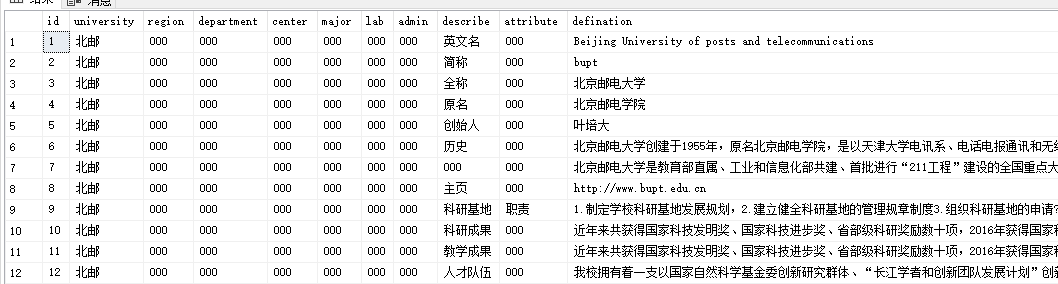 结果 消息
id university region department center major lab admin describe attribute defination
1 1 北邮 000 000 000 000 000 000 英文名 000 Beijing University of posts and telecommunications
2 2 北邮 000 000 000 000 000 000 简称 000 bupt
3 3 北邮 000 000 000 000 000 000 全称 000 北京邮电大学
4 4 北邮 000 000 000 000 000 000 原名 000 北京邮电学院
5 5 北邮 000 000 000 000 000 000 创始人 000 叶培大
6 6 北邮 000 000 000 000 000 000 历史 000 北京邮电大学创建于1955年，原名北京邮电学院，是以天津大学电讯系、电话电报通讯和无线
7 7 北邮 000 000 000 000 000 000 000 000 北京邮电大学是教育部直属、工业和信息化部共建、首批进行“211工程”建设的全国重点大
8 8 北邮 000 000 000 000 000 000 主页 000 http://www.bupt.edu.cn
9 9 北邮 000 000 000 000 000 000 科研基地 职责 1.制定学校科研基地发展规划，2.建立健全科研基地的管理规章制度3.组织科研基地的申请?
10 10 北邮 000 000 000 000 000 000 科研成果 000 近年来共获得国家科技发明奖、国家科技进步奖、省部级科研奖励数十项，2016年获得国家科
11 11 北邮 000 000 000 000 000 000 教学成果 000 近年来共获得国家科技发明奖、国家科技进步奖、省部级科研奖励数十项，2016年获得国家科
12 12 北邮 000 000 000 000 000 000 人才队伍 000 我校拥有着一支以国家自然科学基金委创新研究群体、“长江学者和创新团队发展计划”创新